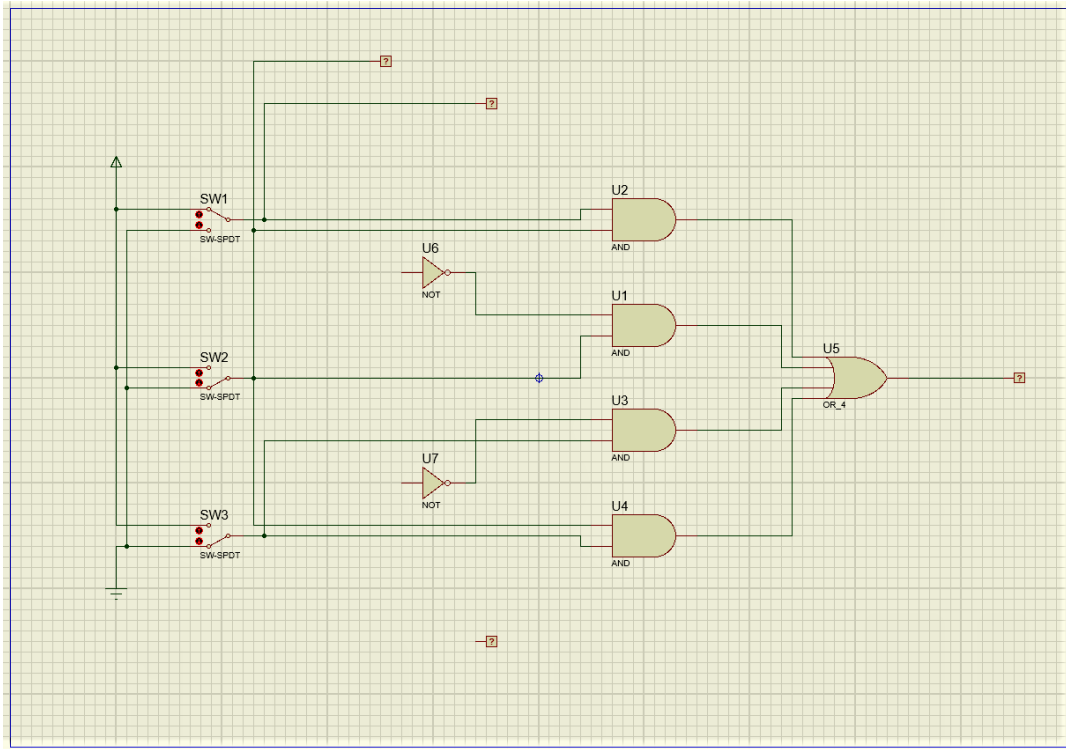 ?
?
SW1
SW-SPDT
U2
AND
U6
NOT
U1
AND
SW2
SW-SPDT
U5
OR_4
?
U3
AND
U7
NOT
SW3
SW-SPDT
U4
AND
?